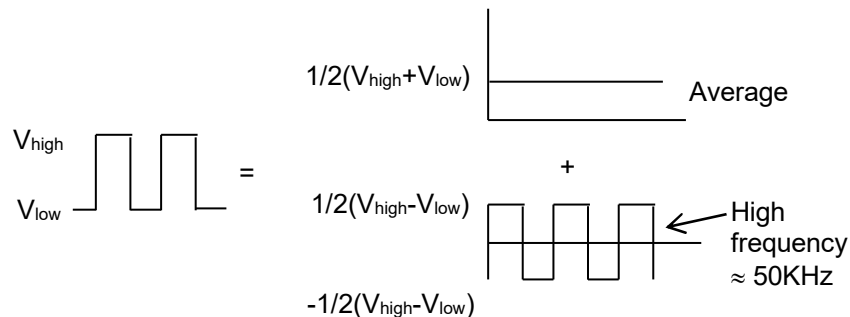 1/2(Vhigh+Vlow)
Average
Vhigh
=
+
Vlow
1/2(Vhigh-Vlow)
High
frequency
≈ 50KHz
-1/2(Vhigh-Vlow)